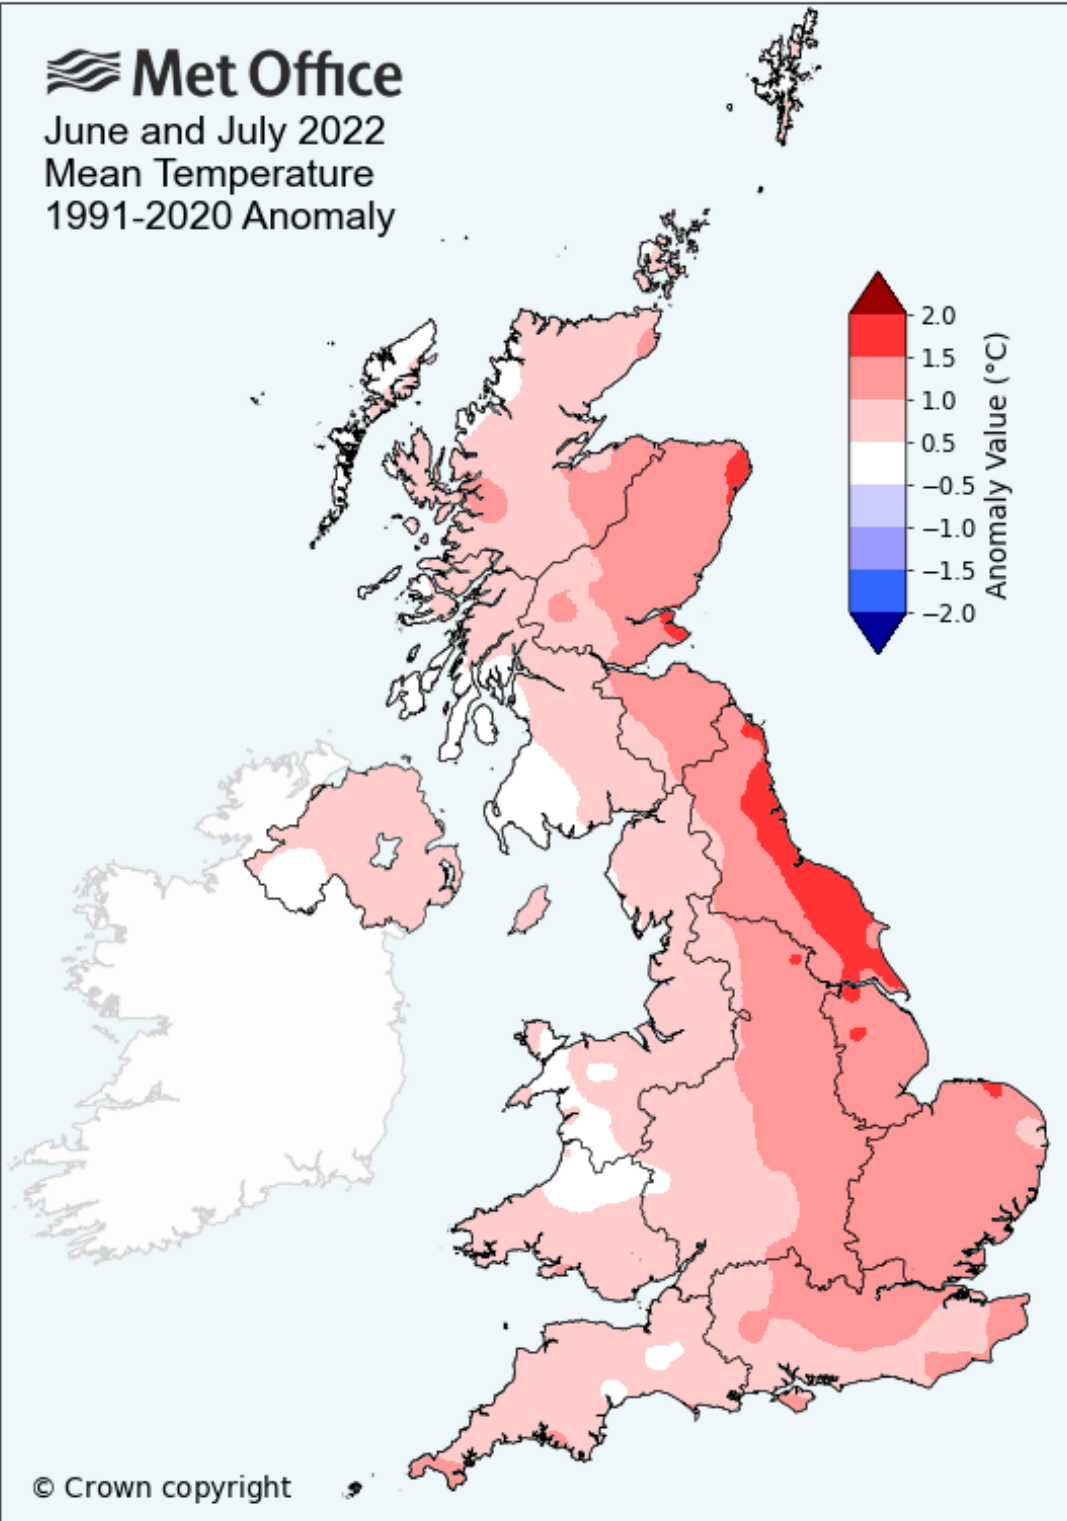 Met Office
June and July 2022
Mean Temperature
1991-2020 Anomaly
2.0
1.5
1.0
0.5
−0.5
−1.0
−1.5
−2.0
Anomaly Value (°C)
© Crown copyright